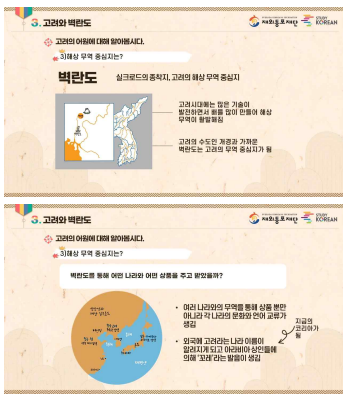 3. 고려와 벽란도
재외동포재단
STUDY
KOREAN
고려의 어원에 대해 알아봅시다.
3)해상 무역 중심지는?
벽란도
실크로드의 종착지, 고려의 해상 무역 중심지
고려시대에는 많은 기술이
발전하면서 배를 많이 만들어 해상
무역이 활발해짐
고려의 수도인 개경과 가까운
벽란도는 고려의 무역 중심지가 됨
3. 고려와 벽란도
재외동포재단
STUDY
KOREAN
고려의 어원에 대해 알아봅시다.
3)해상 무역 중심지는?
벽란도를 통해 어떤 나라와 어떤 상품을 주고 받았을까?
• 여러 나라와의 무역을 통해 상품 뿐만
아니라 각 나라의 문화와 언어 교류가
생김
• 외국에 고려라는 나라 이름이
알려지게 되고 아라비아 상인들에
의해 '꼬레'라는 발음이 생김
지금의
코리아가
됨